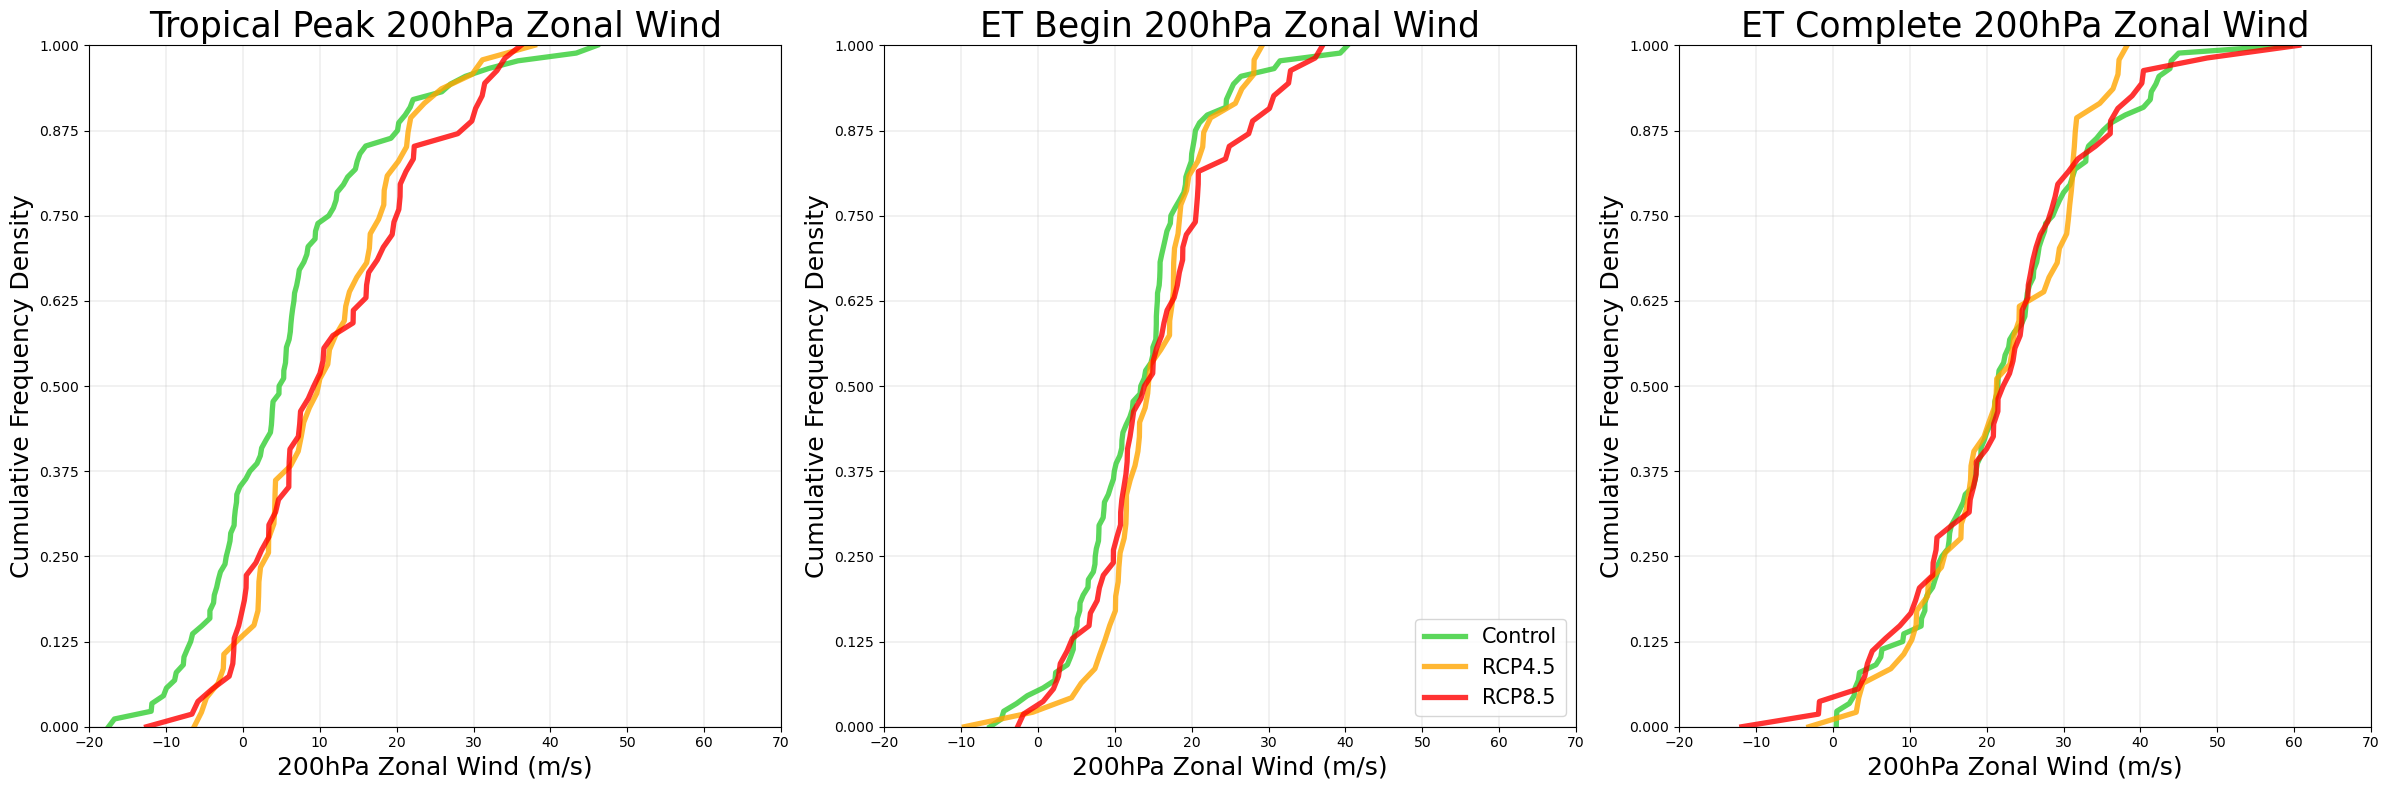 Tropical Peak 200hPa Zonal Wind
Cumulative Frequency Density
1.000
0.875
0.750
0.625
0.500
0.375
0.250
0.125
0.000
−20 −10 0 10 20 30 40 50 60 70
200hPa Zonal Wind (m/s)
ET Begin 200hPa Zonal Wind
Cumulative Frequency Density
1.000
0.875
0.750
0.625
0.500
0.375
0.250
0.125
0.000
Control
RCP4.5
RCP8.5
−20 −10 0 10 20 30 40 50 60 70
200hPa Zonal Wind (m/s)
ET Complete 200hPa Zonal Wind
Cumulative Frequency Density
1.000
0.875
0.750
0.625
0.500
0.375
0.250
0.125
0.000
−20 −10 0 10 20 30 40 50 60 70
200hPa Zonal Wind (m/s)